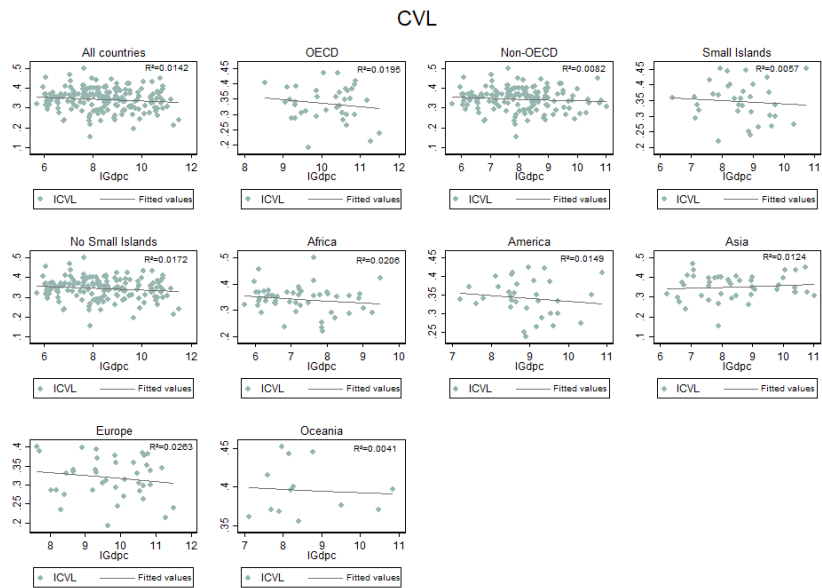 CVL
All countries
R²=0.0142
.1 .2 .3 .4 .5
6 8 10 12
lGdpc
ICVL Fitted values
OECD
R²=0.0195
.2 .25 .3 .35 .4 .45
8 9 10 11 12
lGdpc
ICVL Fitted values
Non-OECD
R²=0.0082
.1 .2 .3 .4 .5
6 7 8 9 10 11
lGdpc
ICVL Fitted values
Small Islands
R²=0.0057
.2 .25 .3 .35 .4 .45
6 7 8 9 10 11
lGdpc
ICVL Fitted values
No Small Islands
R²=0.0172
.1 .2 .3 .4 .5
6 8 10 12
lGdpc
ICVL Fitted values
Africa
R²=0.0206
.2 .3 .4 .5
6 7 8 9 10
lGdpc
ICVL Fitted values
America
R²=0.0149
.25 .3 .35 .4 .45
7 8 9 10 11
lGdpc
ICVL Fitted values
Asia
R²=0.0124
.1 .2 .3 .4 .5
6 7 8 9 10 11
lGdpc
ICVL Fitted values
Europe
R²=0.0263
.2 .25 .3 .35 .4
8 9 10 11 12
lGdpc
ICVL Fitted values
Oceania
R²=0.0041
.35 .4 .45
7 8 9 10 11
lGdpc
ICVL Fitted values